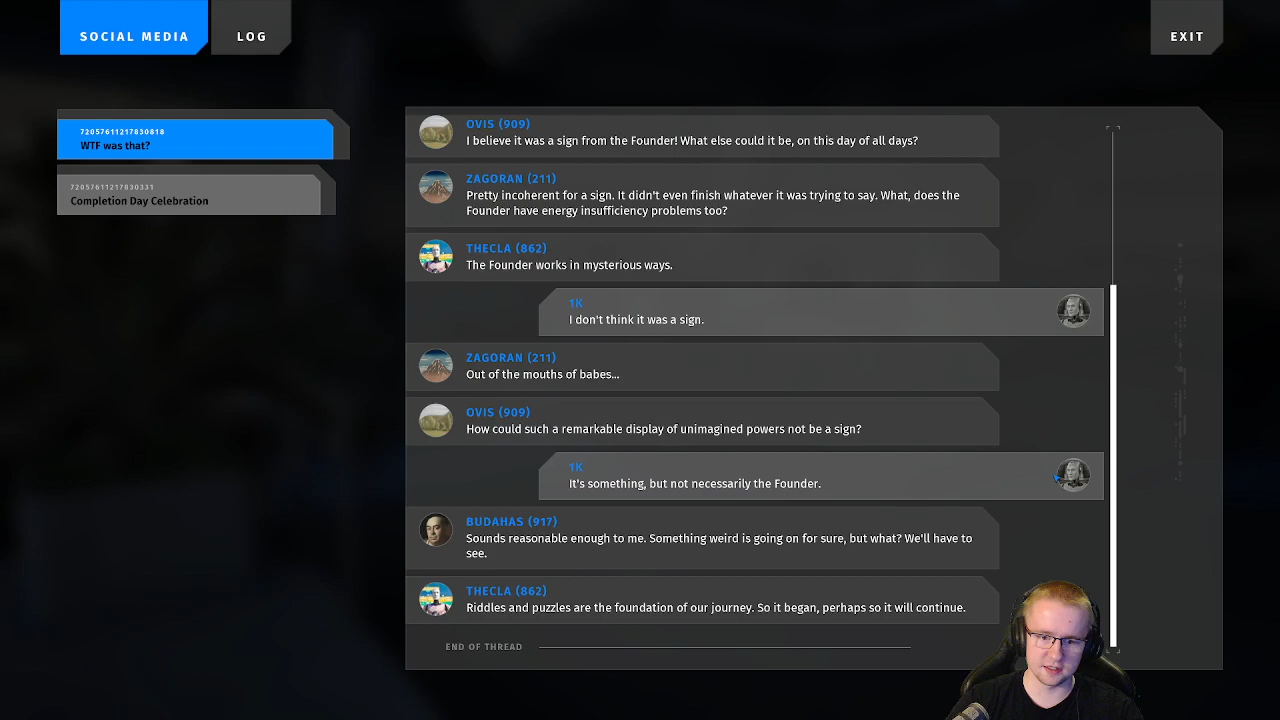 SOCIAL MEDIA
LOG
EXIT
72057611217830818
WTF was that?
72057611217830331
Completion Day Celebration
OVIS (909)
I believe it was a sign from the Founder! What else could it be, on this day of all days?
ZAGORAN (211)
Pretty incoherent for a sign. It didn't even finish whatever it was trying to say. What, does the
Founder have energy insufficiency problems too?
THECLA (862)
The Founder works in mysterious ways.
1K
I don't think it was a sign.
ZAGORAN (211)
Out of the mouths of babes...
OVIS (909)
How could such a remarkable display of unimagined powers not be a sign?
1K
It's something, but not necessarily the Founder.
BUDAHAS (917)
Sounds reasonable enough to me. Something weird is going on for sure, but what? We'll have to
see.
THECLA (862)
Riddles and puzzles are the foundation of our journey. So it began, perhaps so it will continue.
END OF THREAD